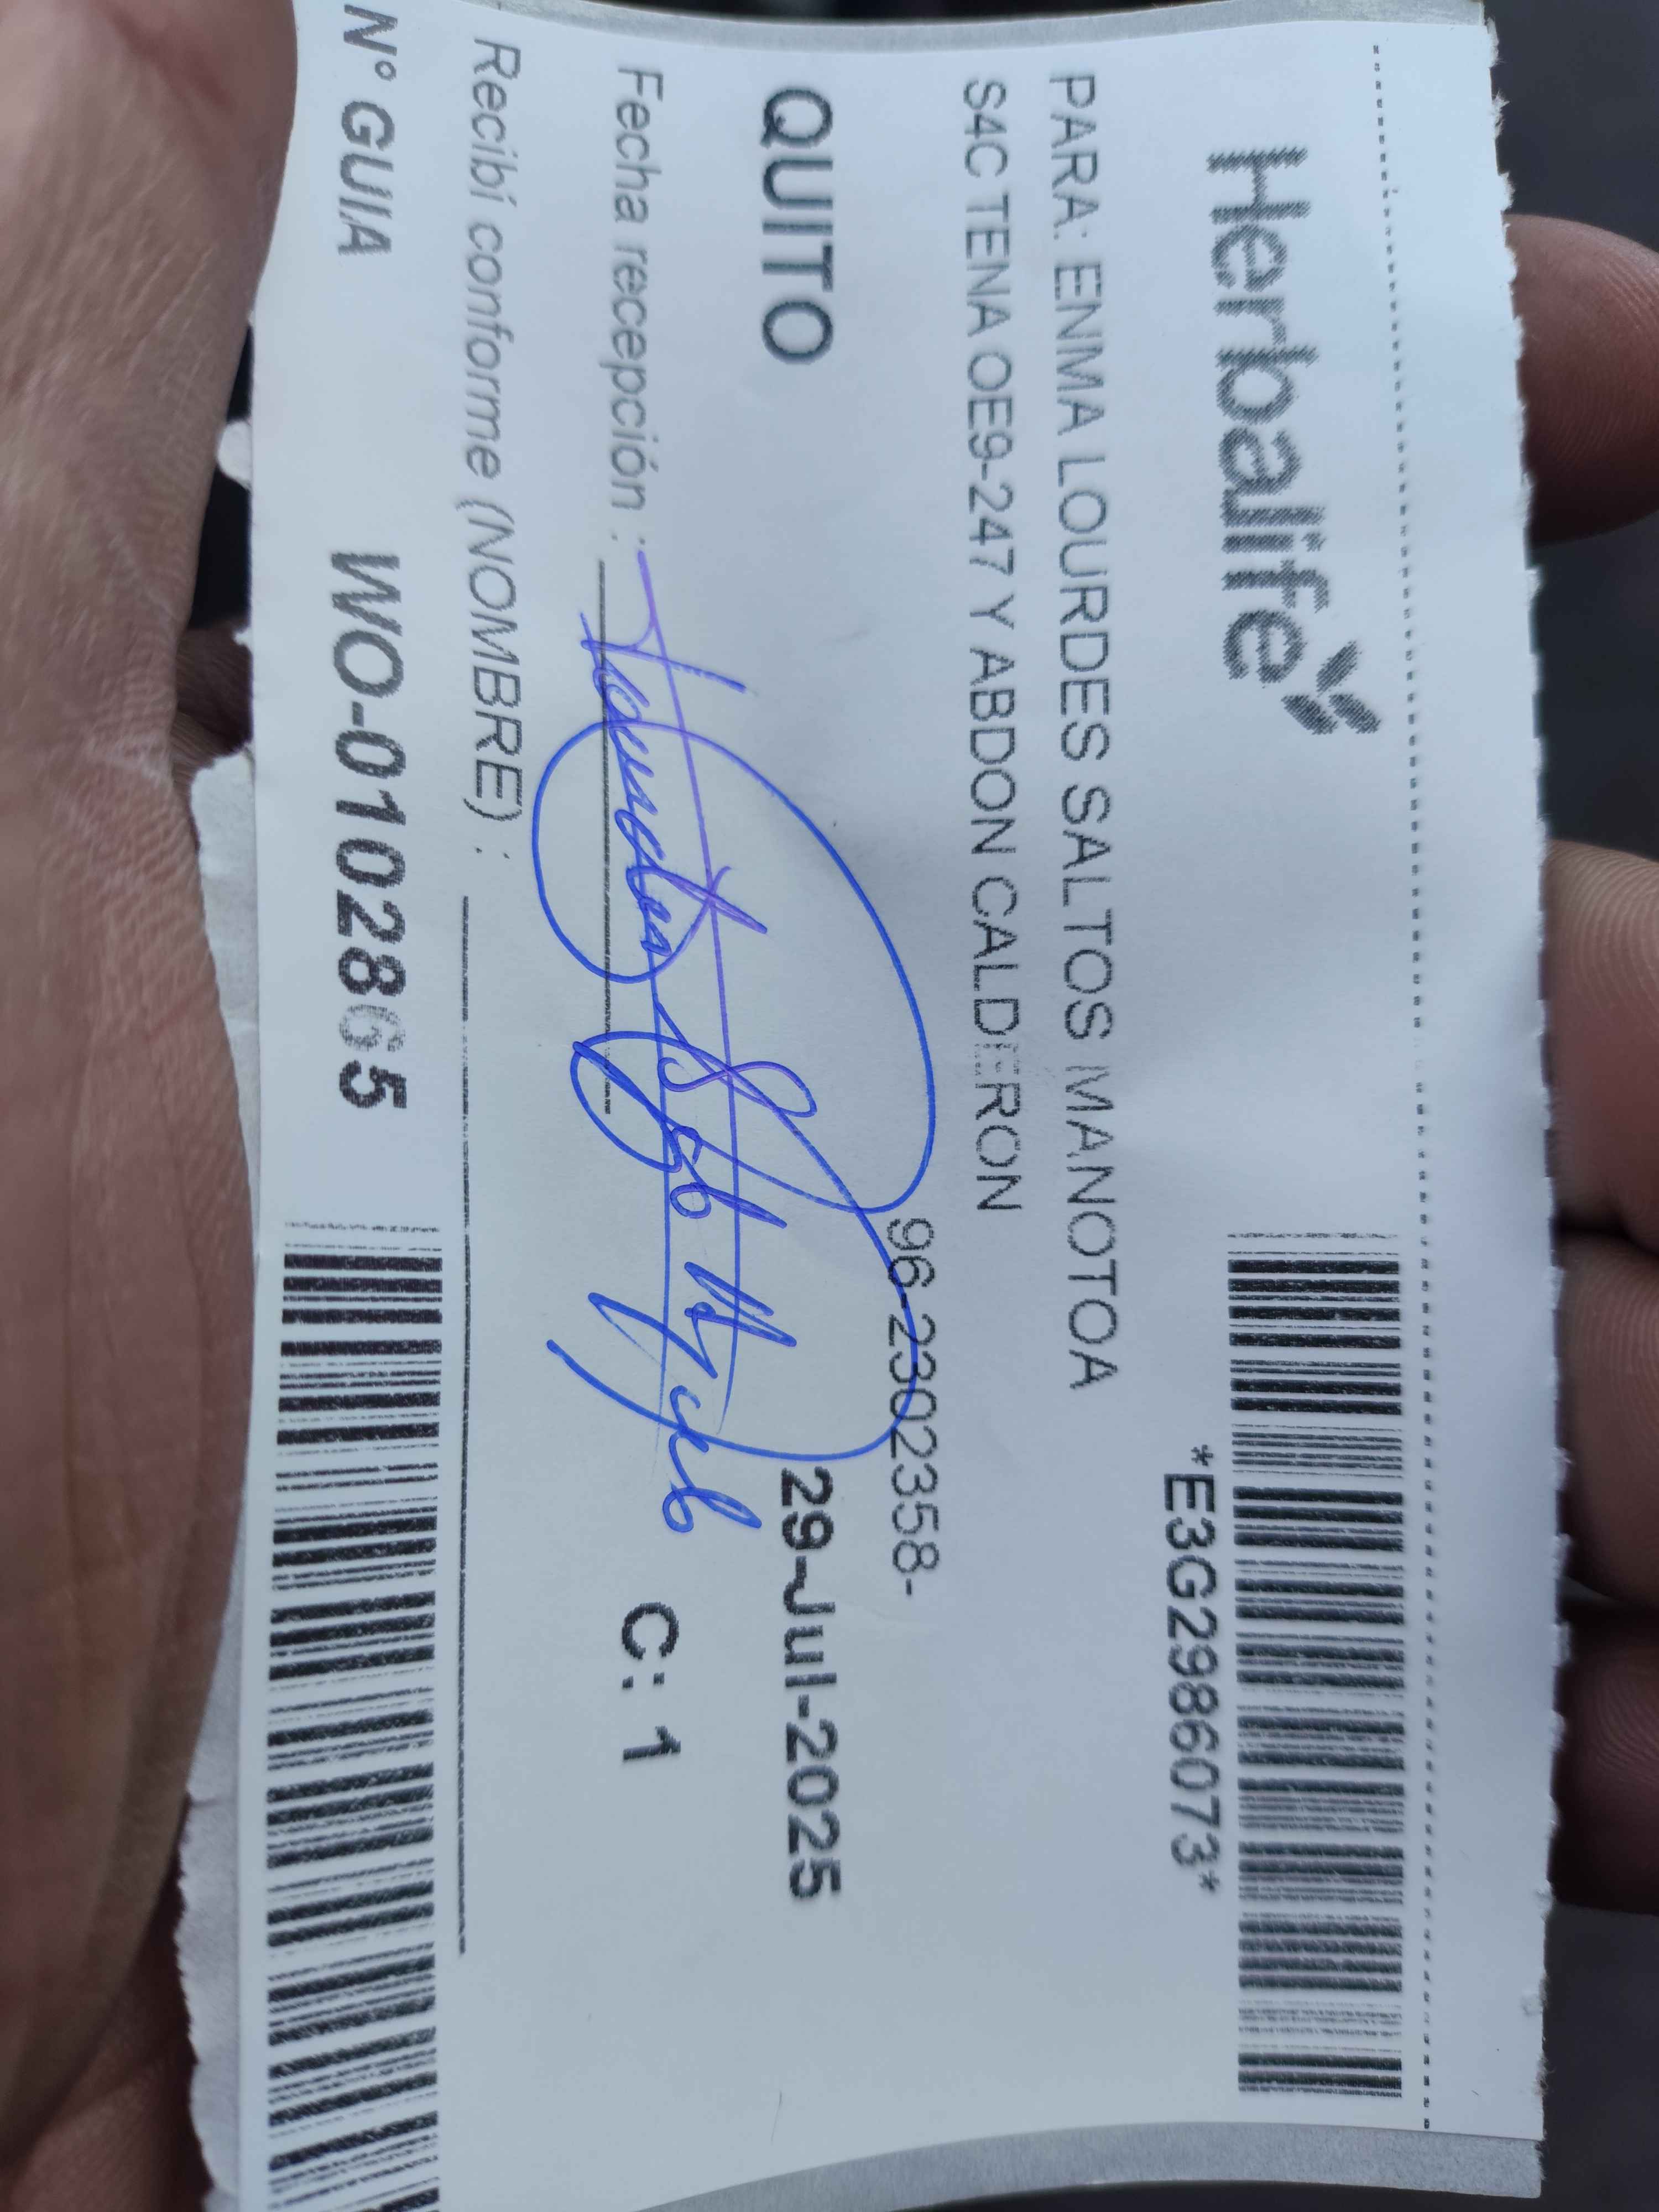 Herbalife
*E3G2986073*
PARA: ENMA LOURDES SALTOS MANOTOA
S4C TENA OE9-247 Y ABDON CALDERON
96-2302358-
QUITO
29-Jul-2025
Fecha recepción :
C: 1
Recibí conforme (NOMBRE) :
N° GUIA WO-0102865